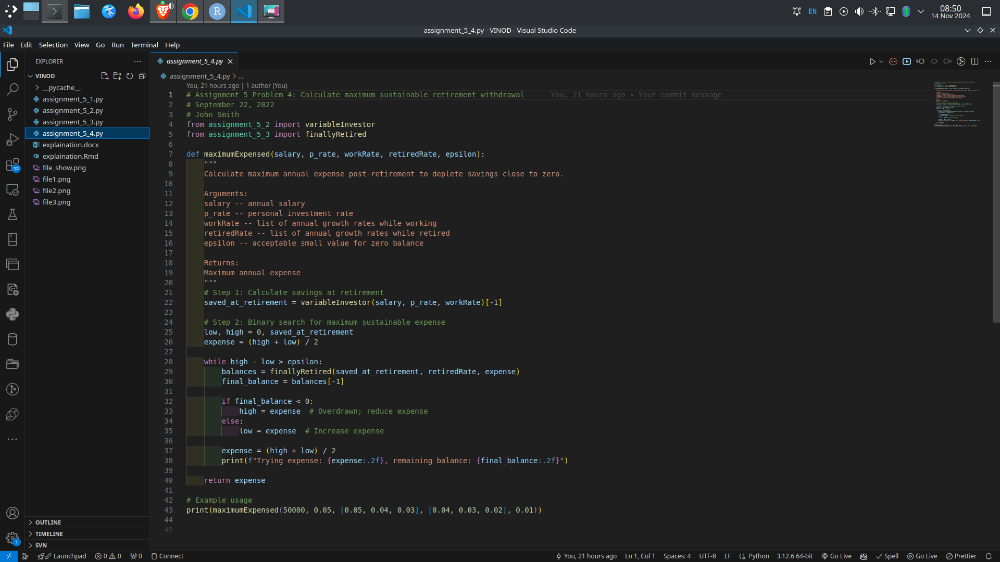 EN
08:50
14 Nov 2024
assignment_5_4.py - VINOD - Visual Studio Code
File Edit Selection View Go Run Terminal Help
EXPLORER
VINOD
__pycache__
assignment_5_1.py
assignment_5_2.py
assignment_5_3.py
assignment_5_4.py
explaination.docx
explaination.Rmd
file_show.png
file1.png
file2.png
file3.png
12
OUTLINE
TIMELINE
SVN
1
assignment_5_4.py
assignment_5_4.py > ...
You, 21 hours ago | 1 author (You)
1 # Assignment 5 Problem 4: Calculate maximum sustainable retirement withdrawal You, 21 hours ago • Your commit message
2 # September 22, 2022
3 # John Smith
4 from assignment_5_2 import variableInvestor
5 from assignment_5_3 import finallyRetired
6
7 def maximumExpensed(salary, p_rate, workRate, retiredRate, epsilon):
8 """
9 Calculate maximum annual expense post-retirement to deplete savings close to zero.
10
11 Arguments:
12 salary -- annual salary
13 p_rate -- personal investment rate
14 workRate -- list of annual growth rates while working
15 retiredRate -- list of annual growth rates while retired
16 epsilon -- acceptable small value for zero balance
17
18 Returns:
19 Maximum annual expense
20 """
21 # Step 1: Calculate savings at retirement
22 saved_at_retirement = variableInvestor(salary, p_rate, workRate)[-1]
23
24 # Step 2: Binary search for maximum sustainable expense
25 low, high = 0, saved_at_retirement
26 expense = (high + low) / 2
27
28 while high - low > epsilon:
29 balances = finallyRetired(saved_at_retirement, retiredRate, expense)
30 final_balance = balances[-1]
31
32 if final_balance < 0:
33 high = expense # Overdrawn; reduce expense
34 else:
35 low = expense # Increase expense
36
37 expense = (high + low) / 2
38 print(f"Trying expense: {expense:.2f}, remaining balance: {final_balance:.2f}")
39
40 return expense
41
42 # Example usage
43 print(maximumExpensed(50000, 0.05, [0.05, 0.04, 0.03], [0.04, 0.03, 0.02], 0.01))
44
45
Launchpad 0 0 0 Connect You, 21 hours ago Ln 1, Col 1 Spaces: 4 UTF-8 LF Python 3.12.6 64-bit Go Live Spell Go Live Prettier